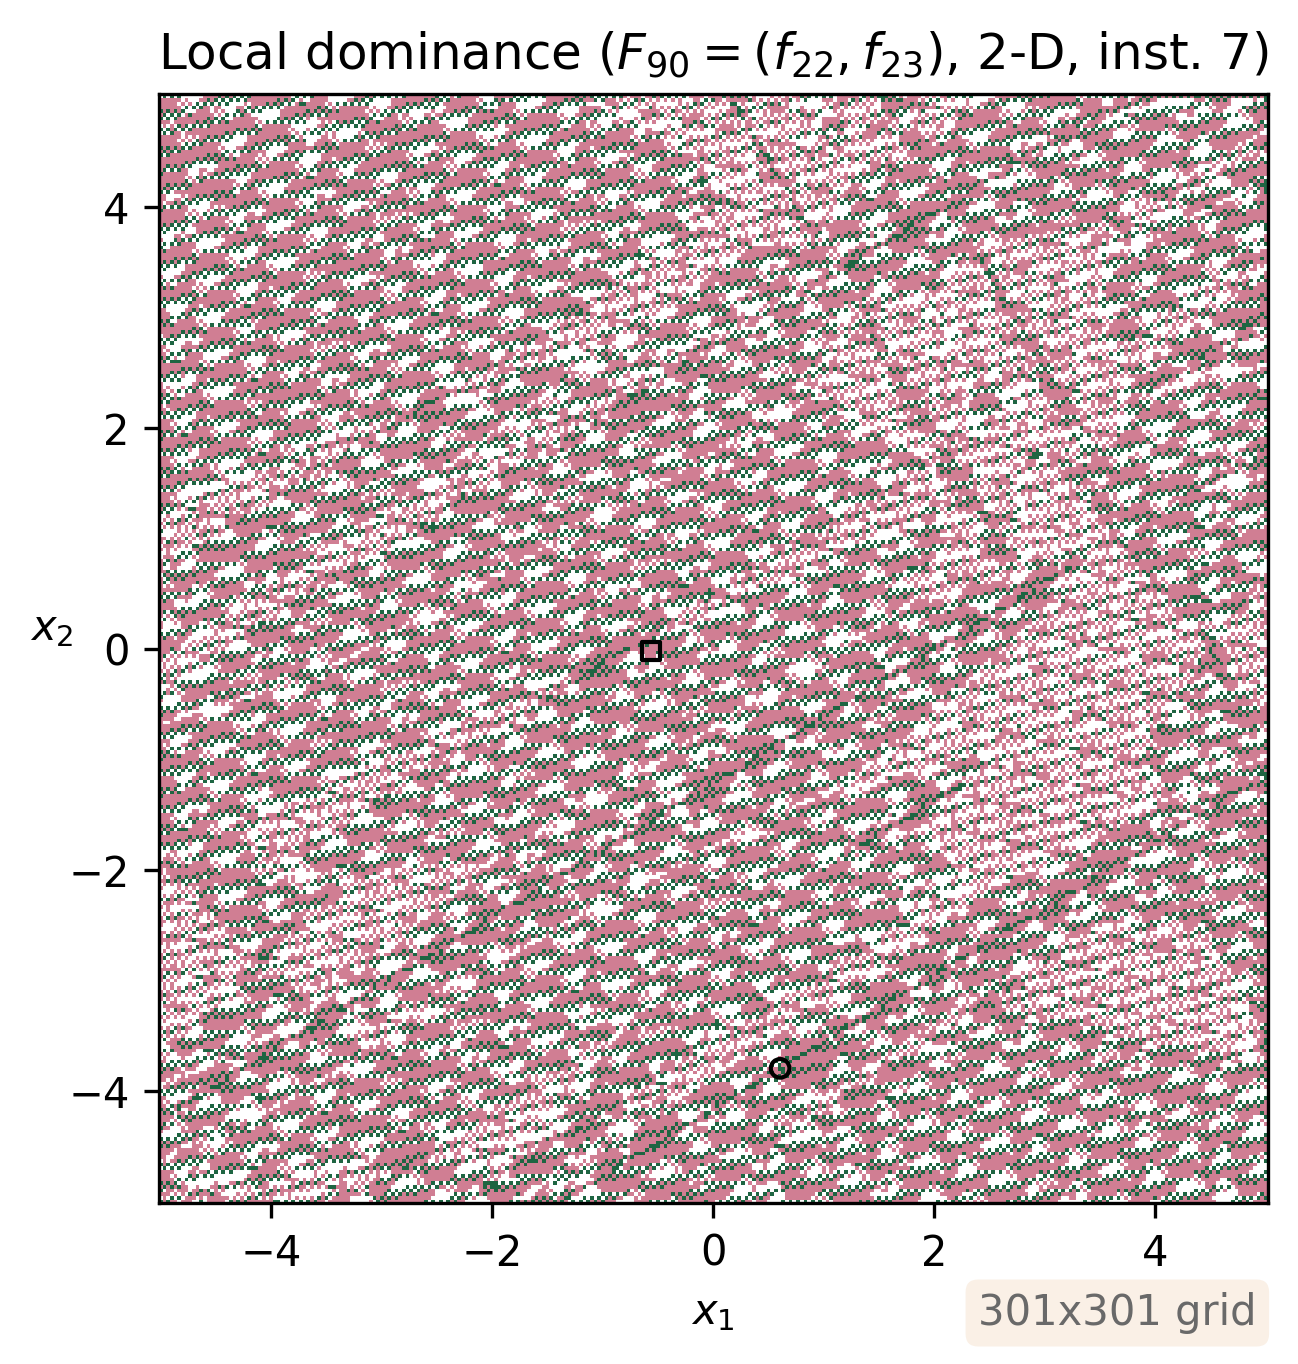 Local dominance (F₉₀ = (f₂₂, f₂₃), 2-D, inst. 7)
4
2
x₂ 0
−2
−4
−4 −2 0 2 4
x₁
301x301 grid